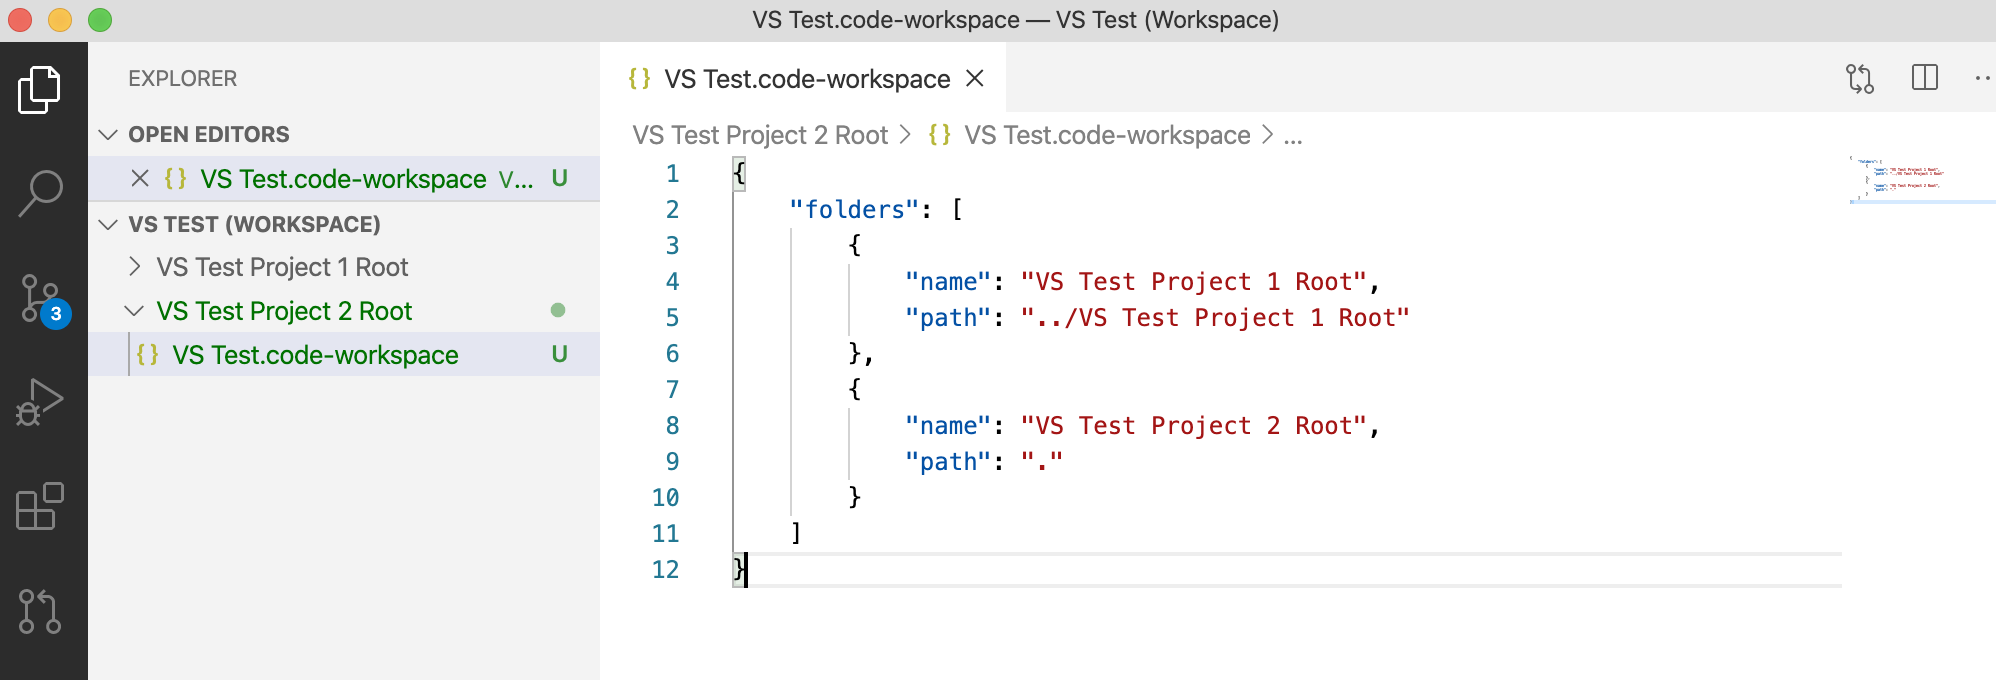 VS Test.code-workspace — VS Test (Workspace)
EXPLORER
OPEN EDITORS
{} VS Test.code-workspace V... U
VS TEST (WORKSPACE)
VS Test Project 1 Root
VS Test Project 2 Root
{} VS Test.code-workspace U
3
{} VS Test.code-workspace
VS Test Project 2 Root > {} VS Test.code-workspace > ...
1 {
2 "folders": [
3 {
4 "name": "VS Test Project 1 Root",
5 "path": "../VS Test Project 1 Root"
6 },
7 {
8 "name": "VS Test Project 2 Root",
9 "path": "."
10 }
11 ]
12 }